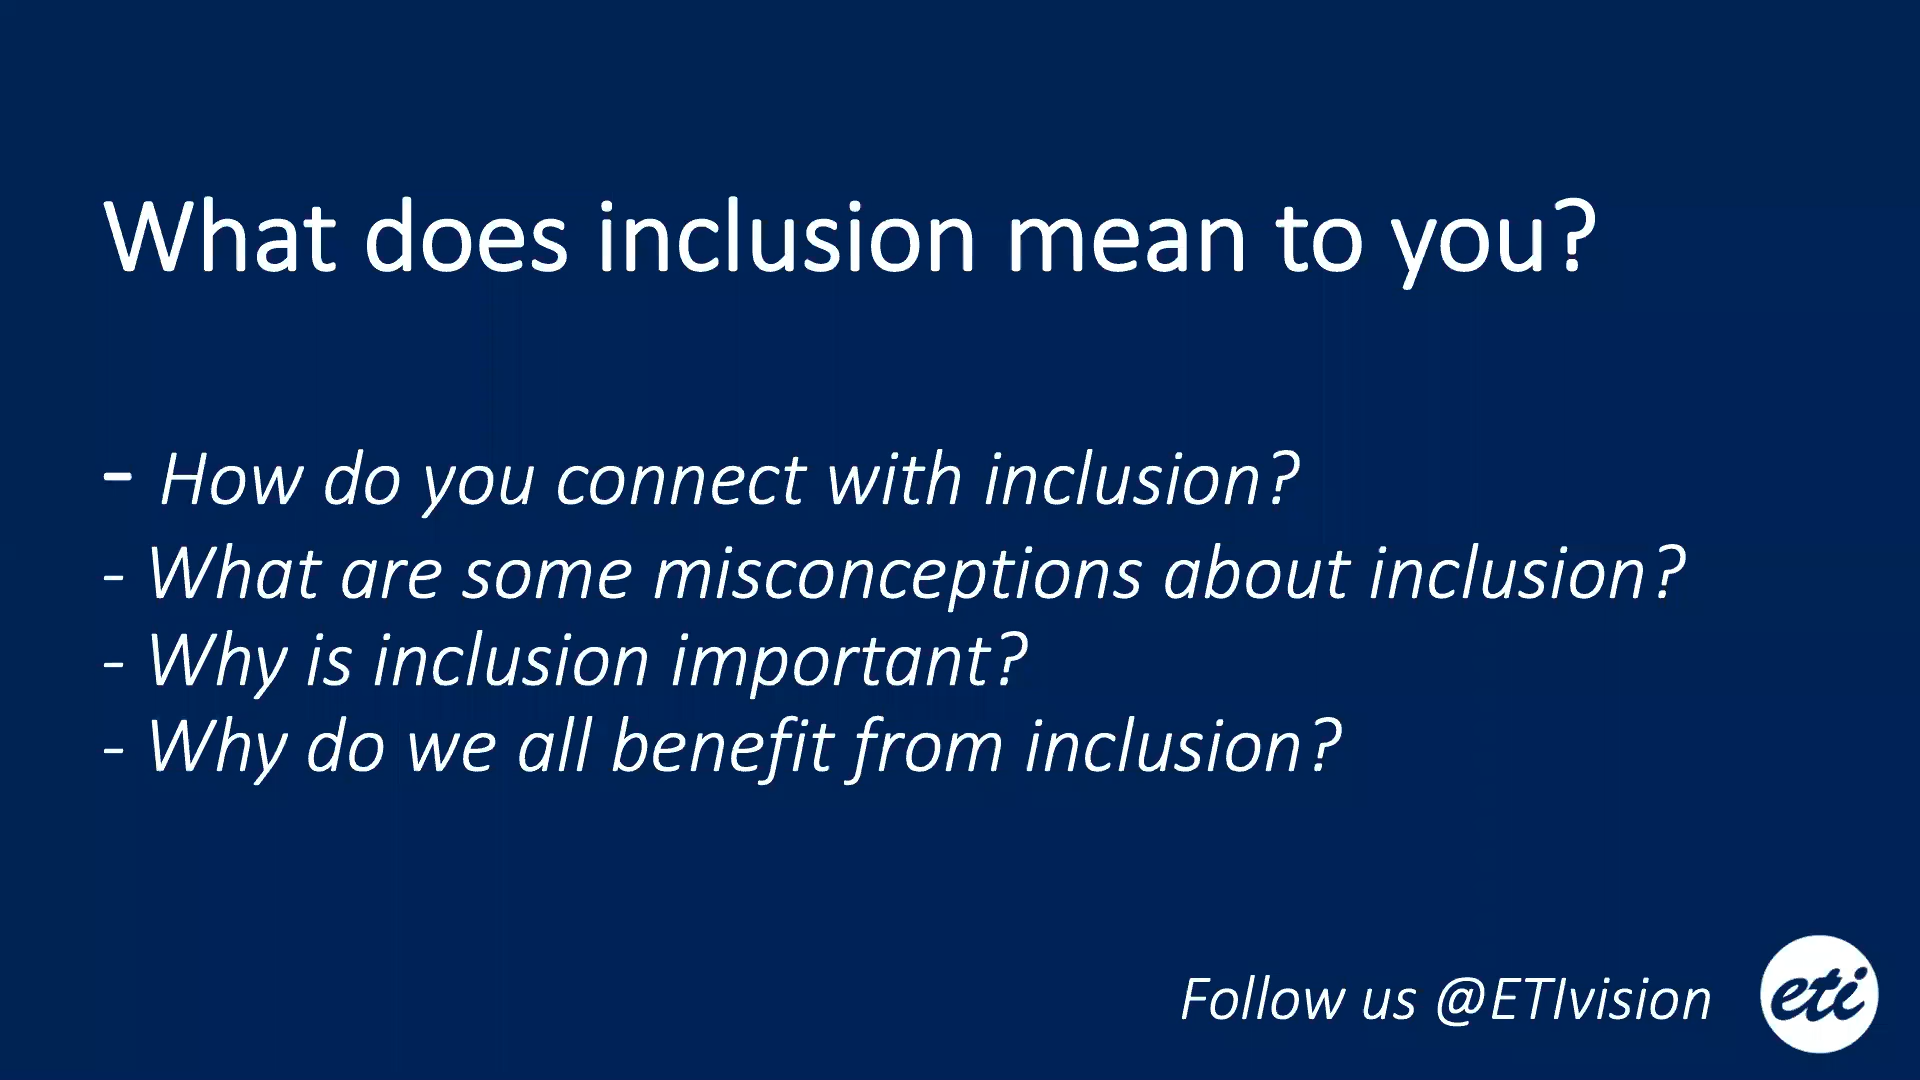 What does inclusion mean to you?
- How do you connect with inclusion?
- What are some misconceptions about inclusion?
- Why is inclusion important?
- Why do we all benefit from inclusion?
Follow us @ETIvision
eti